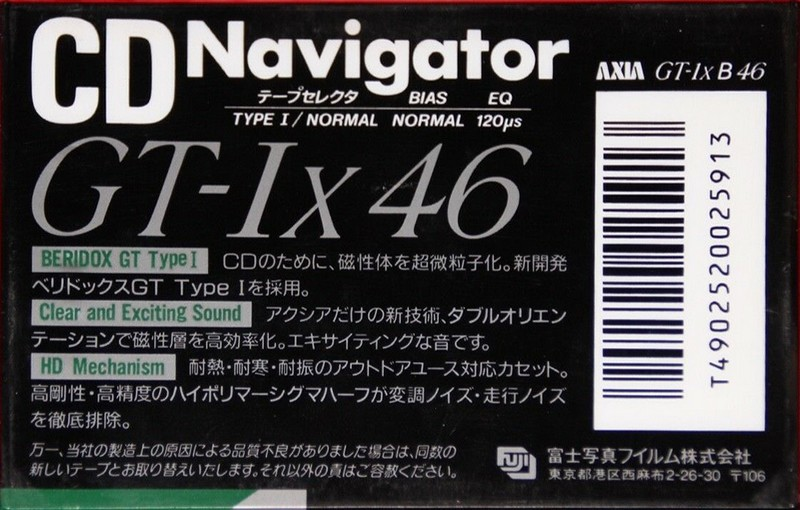 CD Navigator
AXIA GT-Ix B 46
テープセレクタ BIAS EQ
TYPE I/NORMAL NORMAL 120μs
GT-Ix 46
BERIDOX GT Type I CDのために、磁性体を超微粒子化。新開発
ベリドックスGT Type Iを採用。
Clear and Exciting Sound アクシアだけの新技術、ダブルオリエン
テーションで磁性層を高効率化。エキサイティングな音です。
HD Mechanism 耐熱・耐寒・耐振のアウトドアユース対応カセット。
高剛性・高精度のハイポリマーシグマハーフが変調ノイズ・走行ノイズ
を徹底排除。
T4902520025913
万一、当社の製造上の原因による品質不良がありました場合は、同数の
新しいテープとお取り替えいたします。それ以外の責はご容赦ください。
FUJI 富士写真フイルム株式会社
東京都港区西麻布2-26-30 〒106